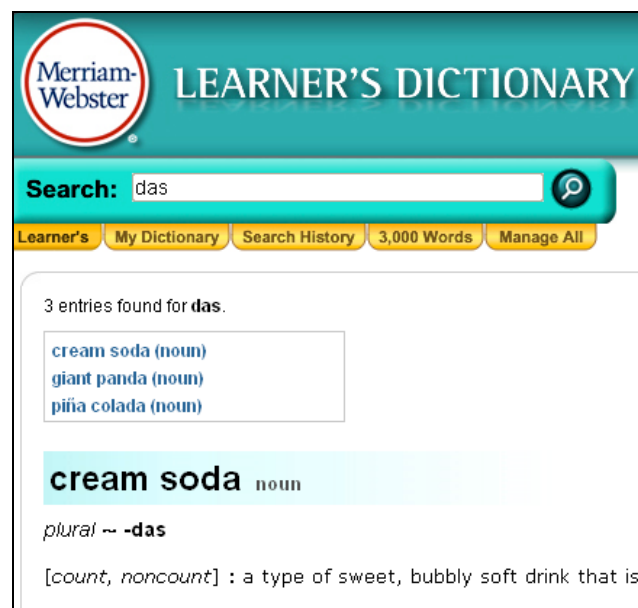 Merriam-
Webster
®
LEARNER'S DICTIONARY
Search: das
Learner's My Dictionary Search History 3,000 Words Manage All
3 entries found for das.
cream soda (noun)
giant panda (noun)
piña colada (noun)
cream soda noun
plural ~ -das
[count, noncount] : a type of sweet, bubbly soft drink that is